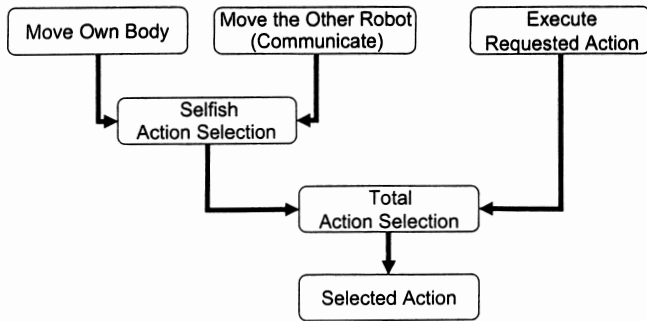 Move Own Body
Move the Other Robot
(Communicate)
Execute
Requested Action
Selfish
Action Selection
Total
Action Selection
Selected Action